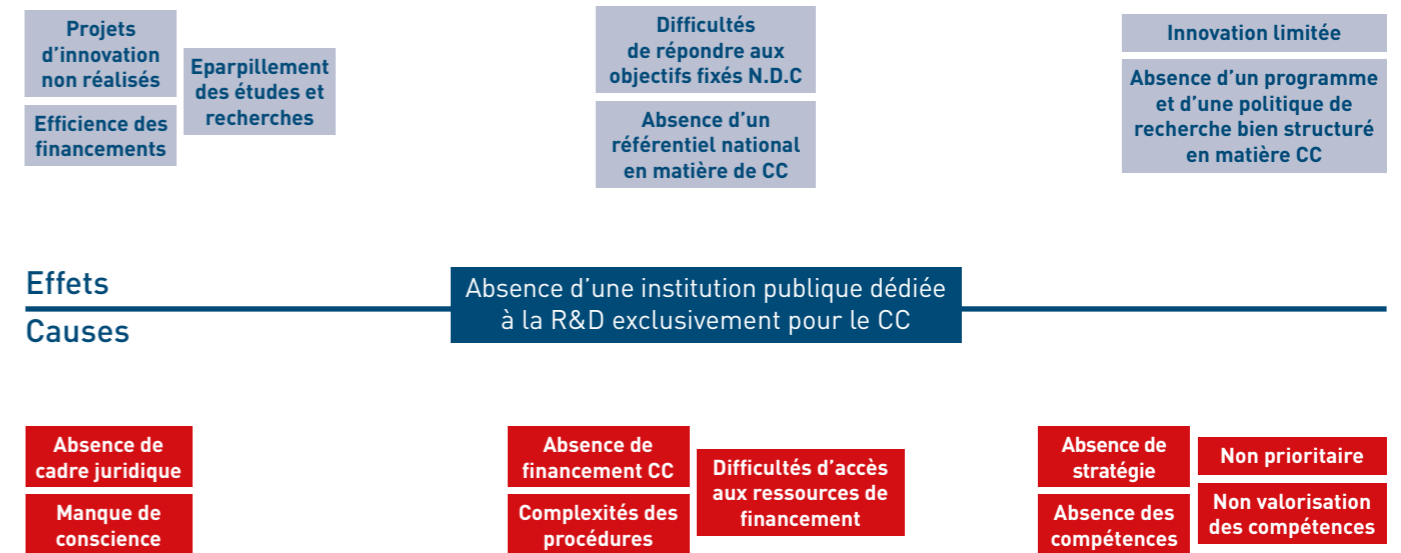 Projets
d'innovation
non réalisés
Efficience des
financements
Eparpillement
des études et
recherches
Difficultés
de répondre aux
objectifs fixés N.D.C
Absence d'un
référentiel national
en matière de CC
Innovation limitée
Absence d'un programme
et d'une politique de
recherche bien structuré
en matière CC
Effets
Causes
Absence d'une institution publique dédiée
à la R&D exclusivement pour le CC
Absence de
cadre juridique
Manque de
conscience
Absence de
financement CC
Complexités des
procédures
Difficultés d'accès
aux ressources de
financement
Absence de
stratégie
Absence des
compétences
Non prioritaire
Non valorisation
des compétences